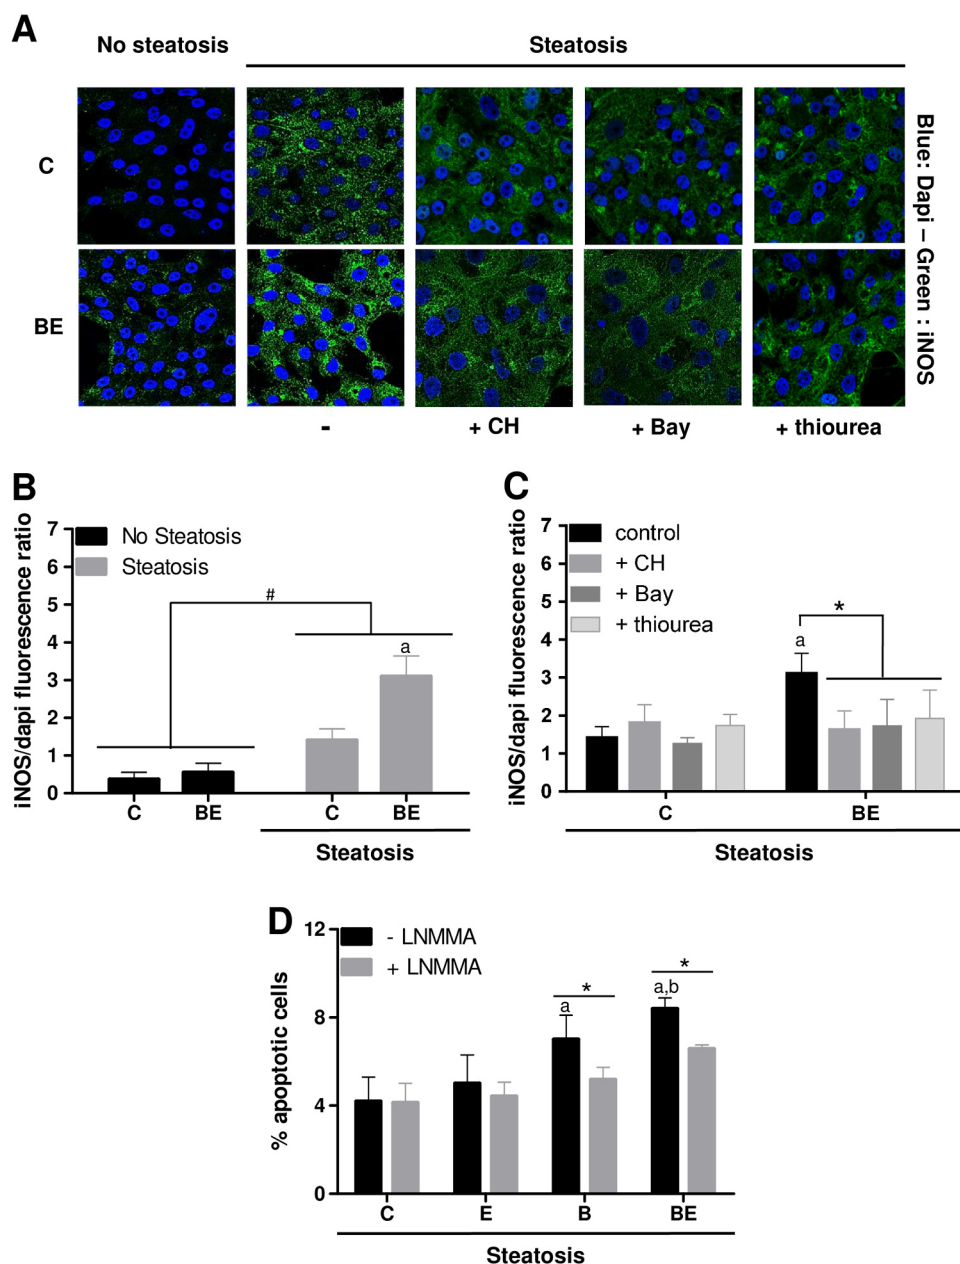 A
No steatosis
Steatosis
C
BE
Blue: Dapi – Green : iNOS
-
+ CH
+ Bay
+ thiourea
B
iNOS/dapi fluorescence ratio
7
6
5
4
3
2
1
0
No Steatosis
Steatosis
#
a
C
BE
C
BE
Steatosis
C
iNOS/dapi fluorescence ratio
7
6
5
4
3
2
1
0
control
+ CH
+ Bay
+ thiourea
*
a
C
BE
Steatosis
D
% apoptotic cells
12
8
4
0
- LNMMA
+ LNMMA
*
a
*
a,b
C
E
B
BE
Steatosis